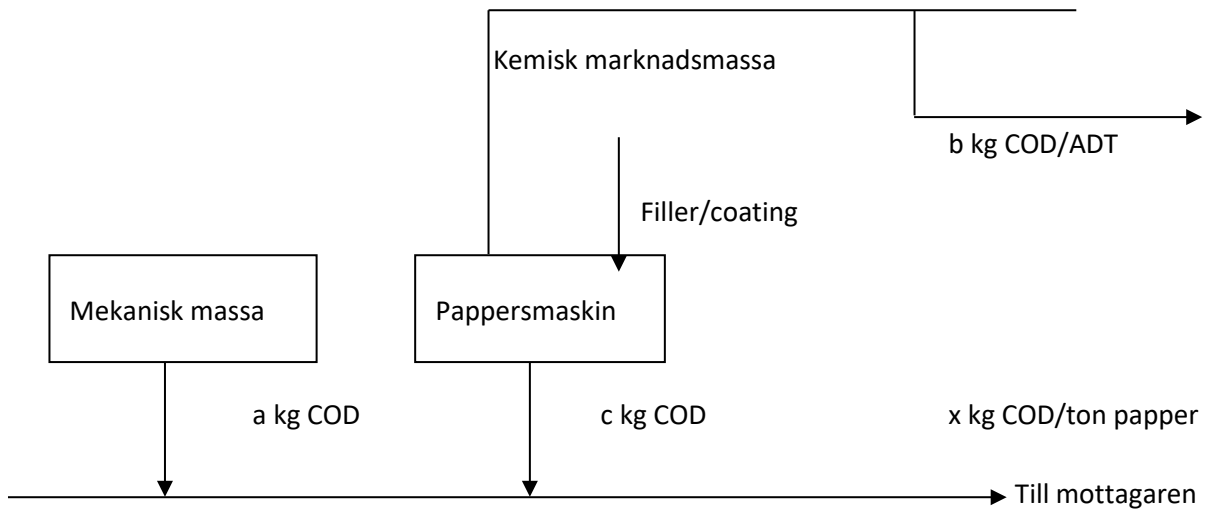 Kemisk marknadsmassa
b kg COD/ADT
Filler/coating
Mekanisk massa
Pappersmaskin
a kg COD
c kg COD
x kg COD/ton papper
Till mottagaren